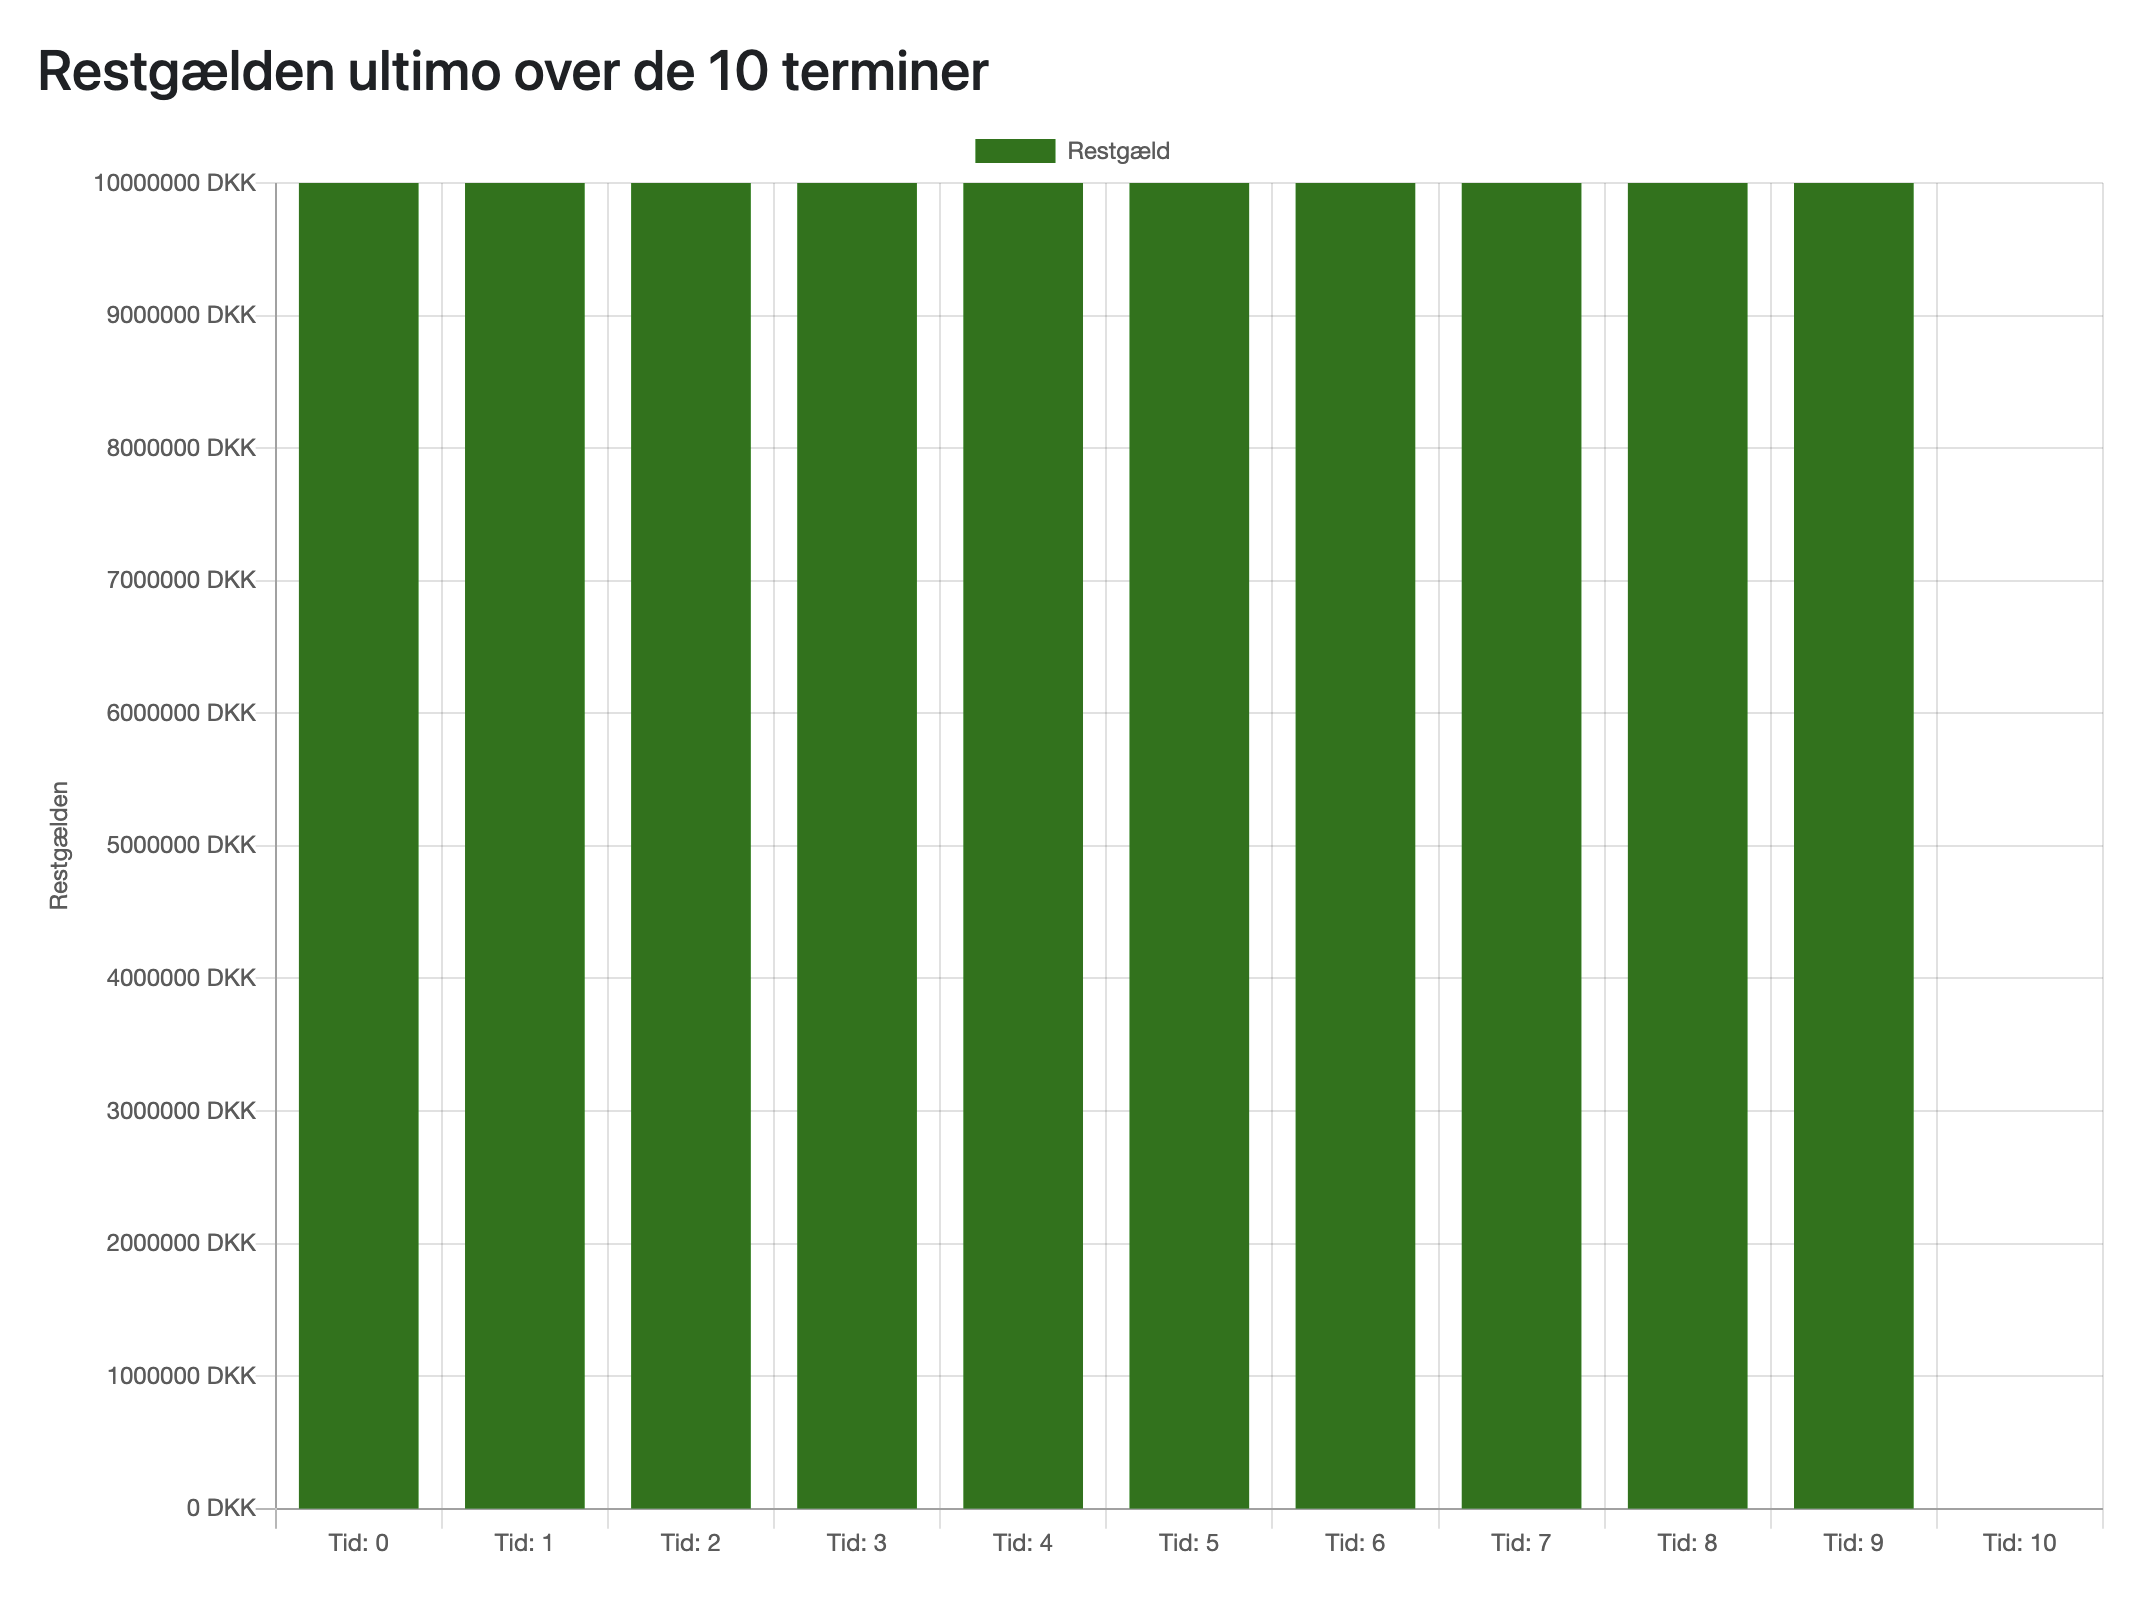 Restgælden ultimo over de 10 terminer
Restgæld
10000000 DKK
9000000 DKK
8000000 DKK
7000000 DKK
6000000 DKK
5000000 DKK
4000000 DKK
3000000 DKK
2000000 DKK
1000000 DKK
0 DKK
Restgælden
Tid: 0 Tid: 1 Tid: 2 Tid: 3 Tid: 4 Tid: 5 Tid: 6 Tid: 7 Tid: 8 Tid: 9 Tid: 10